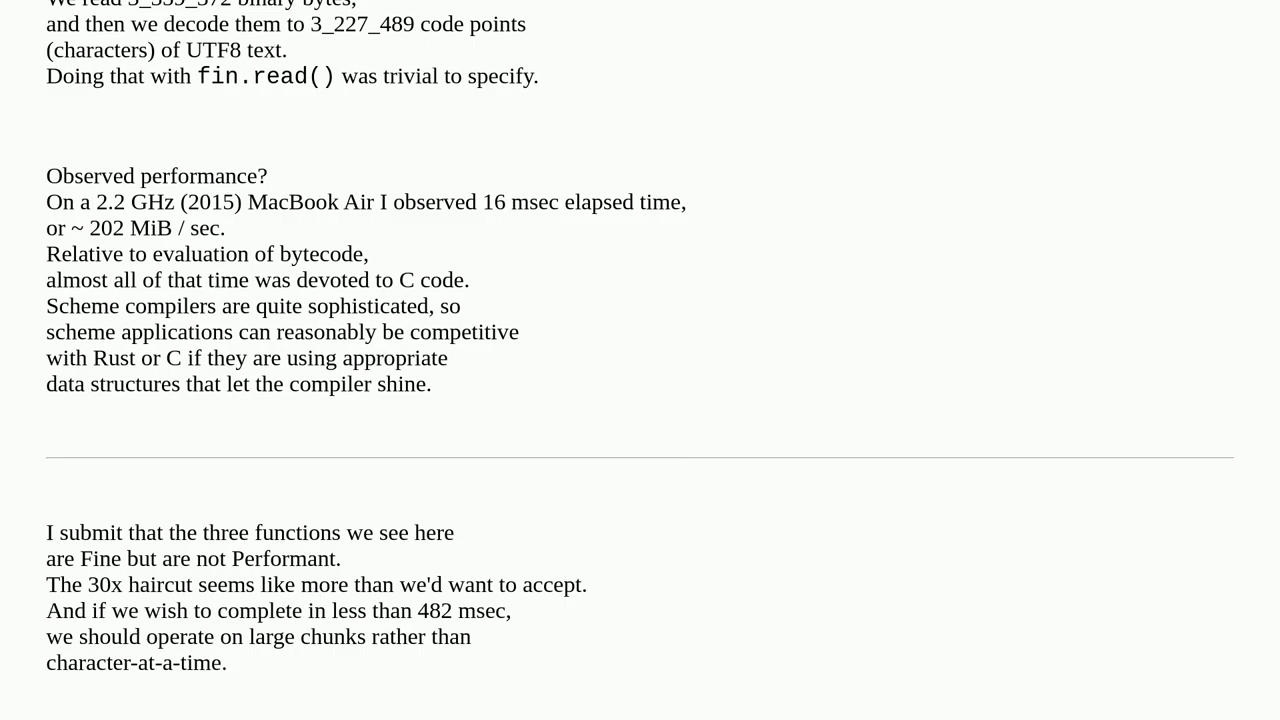 We read 3_339_372 binary bytes,
and then we decode them to 3_227_489 code points
(characters) of UTF8 text.
Doing that with fin.read() was trivial to specify.
Observed performance?
On a 2.2 GHz (2015) MacBook Air I observed 16 msec elapsed time,
or ~ 202 MiB / sec.
Relative to evaluation of bytecode,
almost all of that time was devoted to C code.
Scheme compilers are quite sophisticated, so
scheme applications can reasonably be competitive
with Rust or C if they are using appropriate
data structures that let the compiler shine.
I submit that the three functions we see here
are Fine but are not Performant.
The 30x haircut seems like more than we'd want to accept.
And if we wish to complete in less than 482 msec,
we should operate on large chunks rather than
character-at-a-time.